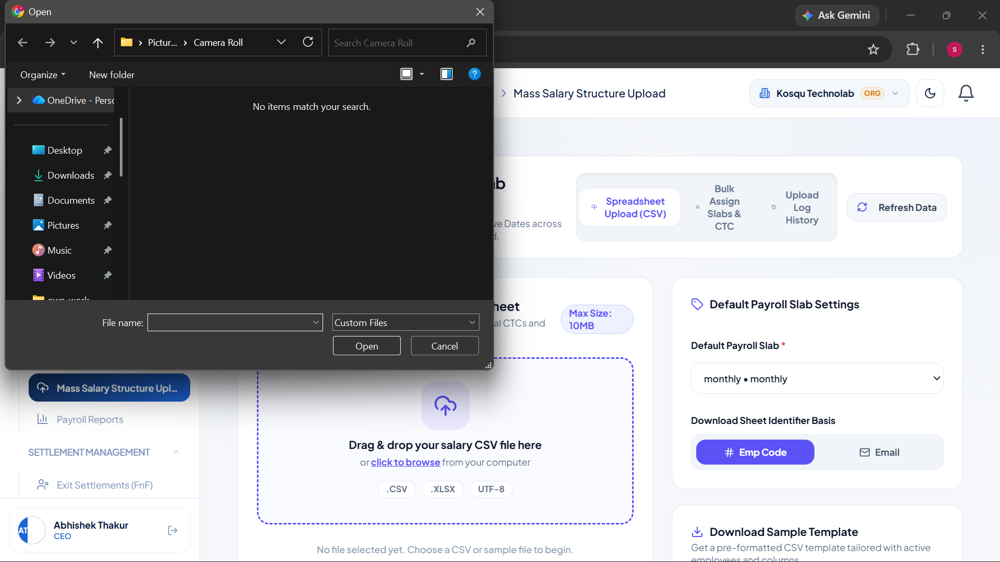 Open
Ask Gemini
Pictur...
Camera Roll
Search Camera Roll
S
Organize
New folder
?
OneDrive - Perso
No items match your search.
Mass Salary Structure Upload
Kosqu Technolab
ORG
Desktop
Downloads
Documents
Pictures
Music
Videos
own-work
ab
ve Dates across
d.
Spreadsheet
Upload (CSV)
Bulk
Assign
Slabs &
CTC
Upload
Log
History
Refresh Data
File name:
Custom Files
Open
Cancel
heet
al CTCs and
Max Size:
10MB
Default Payroll Slab Settings
Default Payroll Slab *
monthly • monthly
Download Sheet Identifier Basis
# Emp Code
Email
Mass Salary Structure Upl...
Payroll Reports
SETTLEMENT MANAGEMENT
Exit Settlements (FnF)
Drag & drop your salary CSV file here
or click to browse from your computer
.CSV
.XLSX
UTF-8
AT
Abhishek Thakur
CEO
No file selected yet. Choose a CSV or sample file to begin.
Download Sample Template
Get a pre-formatted CSV template tailored with active
employees and columns